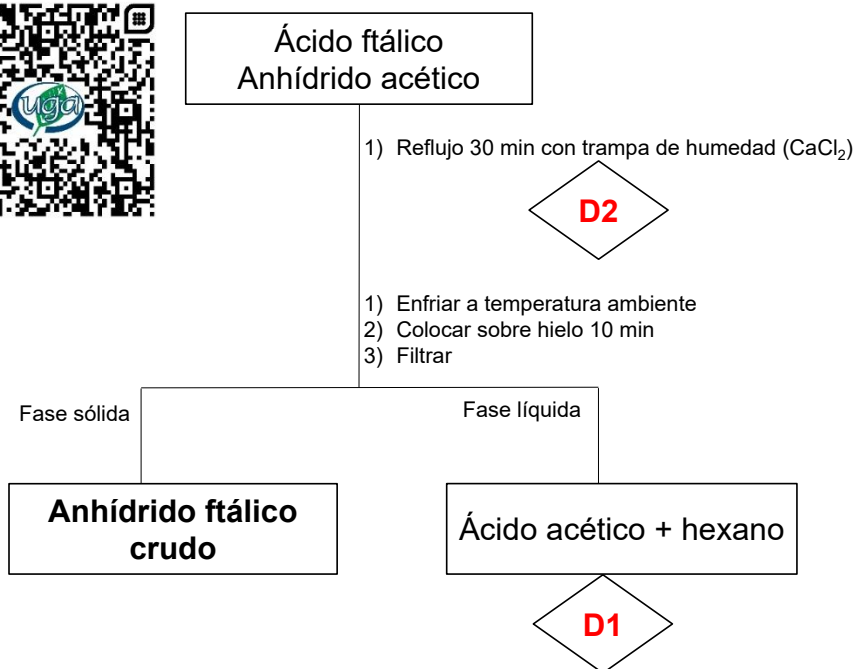 uga
Ácido ftálico
Anhídrido acético
1) Reflujo 30 min con trampa de humedad (CaCl₂)
D2
1) Enfriar a temperatura ambiente
2) Colocar sobre hielo 10 min
3) Filtrar
Fase sólida
Fase líquida
Anhídrido ftálico
crudo
Ácido acético + hexano
D1